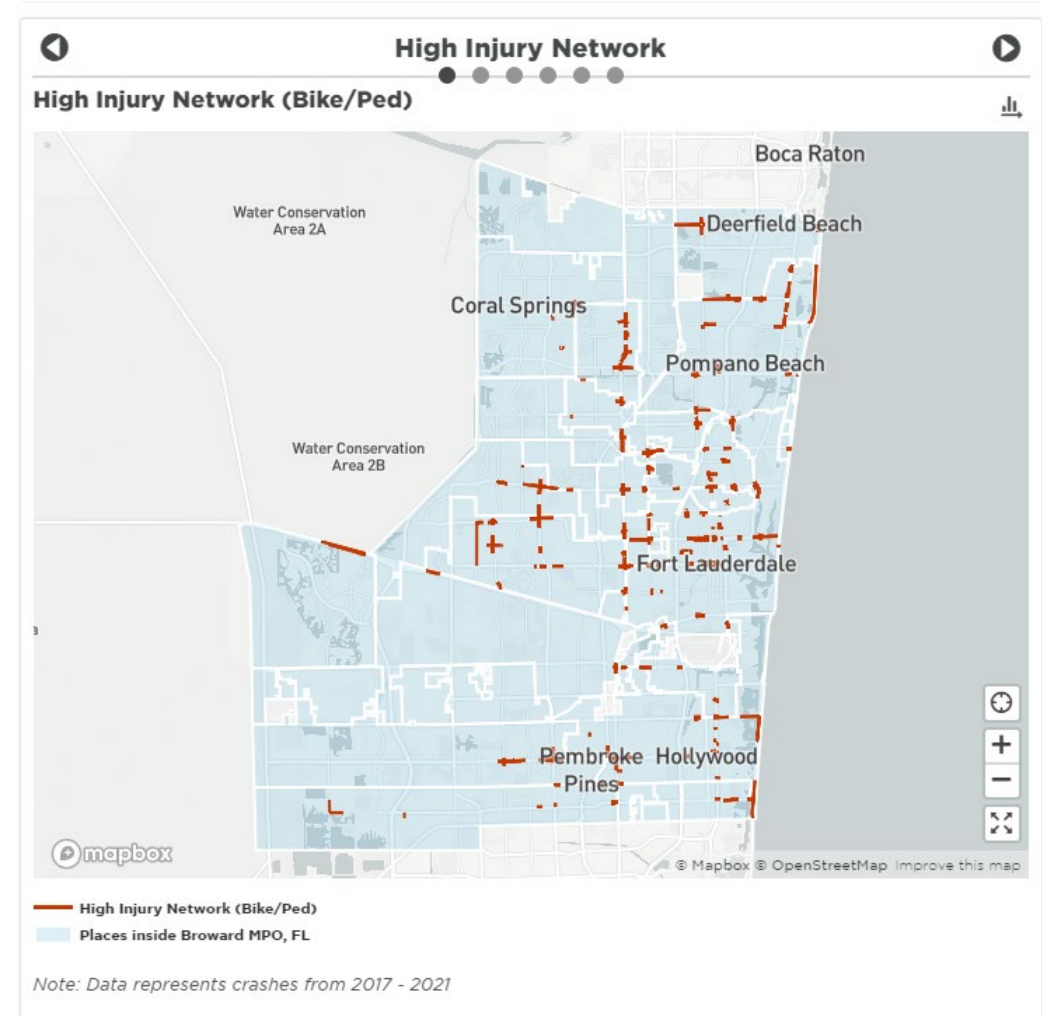 High Injury Network
High Injury Network (Bike/Ped)
Boca Raton
Water Conservation
Area 2A
Deerfield Beach
Coral Springs
Pompano Beach
Water Conservation
Area 2B
Fort Lauderdale
a
Pembroke
Pines
Hollywood
mapbox
© Mapbox © OpenStreetMap Improve this map
High Injury Network (Bike/Ped)
Places inside Broward MPO, FL
Note: Data represents crashes from 2017 - 2021